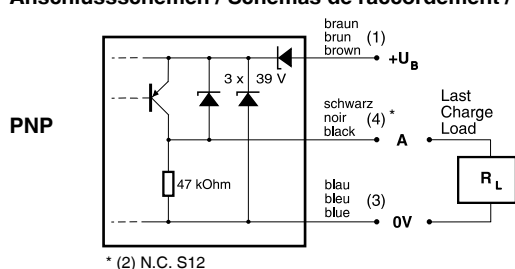 Anschlussschemen / Schémas de raccordement /
braun
brun (1)
brown
+UB
3 x 39 V
schwarz
noir (4) *
black
A
Last
Charge
Load
PNP
RL
47 kOhm
blau
bleu (3)
blue
0V
* (2) N.C. S12